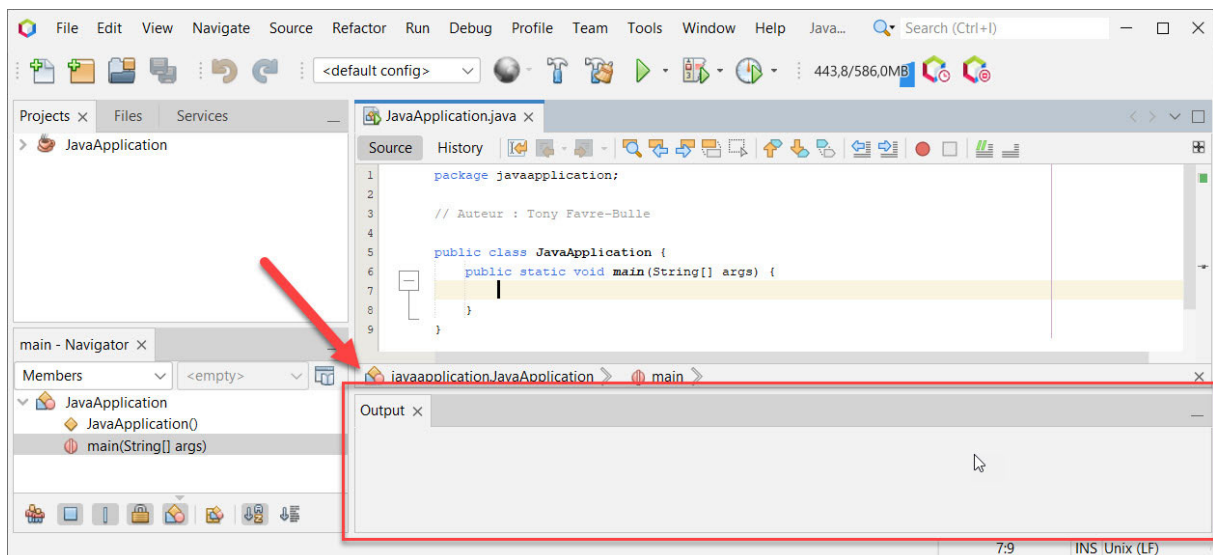 File Edit View Navigate Source Refactor Run Debug Profile Team Tools Window Help Java... Search (Ctrl+I)
<default config> 443,8/586,0MB
Projects Files Services
JavaApplication
JavaApplication.java
Source History
1 package javaapplication;
2
3 // Auteur : Tony Favre-Bulle
4
5 public class JavaApplication {
6 public static void main(String[] args) {
7
8 }
9 }
main - Navigator
Members <empty>
JavaApplication
JavaApplication()
main(String[] args)
javaapplication.JavaApplication main
Output
7:9 INS Unix (LF)